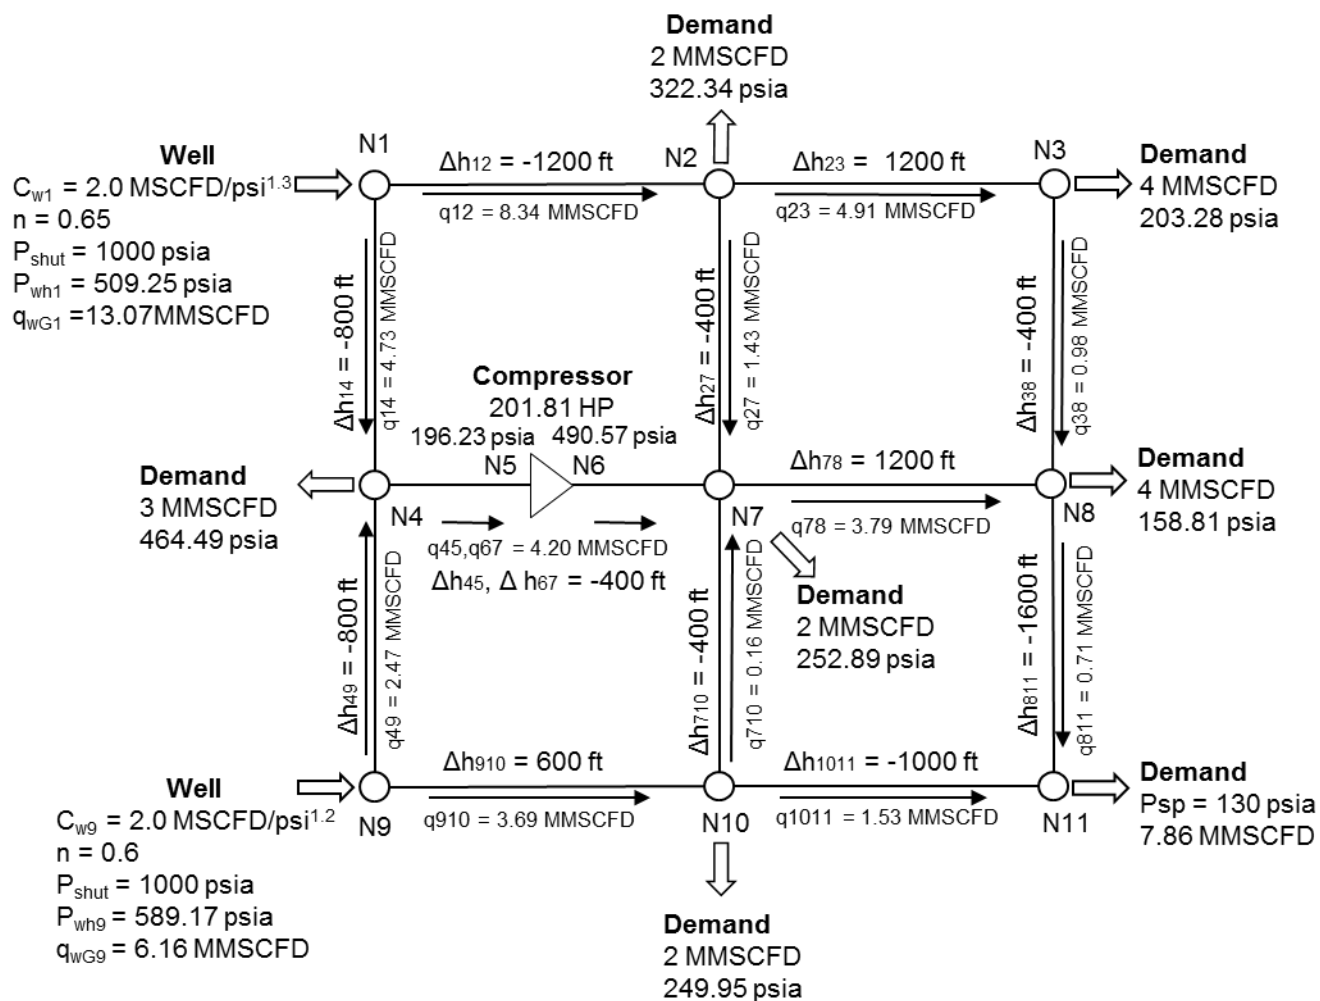 Demand
2 MMSCFD
322.34 psia
Well
Cw1 = 2.0 MSCFD/psi1.3
n = 0.65
Pshut = 1000 psia
Pwh1 = 509.25 psia
qwG1 =13.07MMSCFD
N1
Δh12 = -1200 ft
q12 = 8.34 MMSCFD
N2
Δh23 = 1200 ft
q23 = 4.91 MMSCFD
N3
Demand
4 MMSCFD
203.28 psia
Δh14 = -800 ft
q14 = 4.73 MMSCFD
Δh27 = -400 ft
q27 = 1.43 MMSCFD
Δh38 = -400 ft
q38 = 0.98 MMSCFD
Compressor
201.81 HP
196.23 psia 490.57 psia
N5 N6
Demand
3 MMSCFD
464.49 psia
N4
q45,q67 = 4.20 MMSCFD
Δh45, Δ h67 = -400 ft
N7
Δh78 = 1200 ft
q78 = 3.79 MMSCFD
N8
Demand
4 MMSCFD
158.81 psia
Demand
2 MMSCFD
252.89 psia
Δh49 = -800 ft
q49 = 2.47 MMSCFD
Δh710 = -400 ft
q710 = 0.16 MMSCFD
Δh811 = -1600 ft
q811 = 0.71 MMSCFD
Well
Cw9 = 2.0 MSCFD/psi1.2
n = 0.6
Pshut = 1000 psia
Pwh9 = 589.17 psia
qwG9 = 6.16 MMSCFD
N9
Δh910 = 600 ft
q910 = 3.69 MMSCFD
N10
Δh1011 = -1000 ft
q1011 = 1.53 MMSCFD
N11
Demand
Psp = 130 psia
7.86 MMSCFD
Demand
2 MMSCFD
249.95 psia